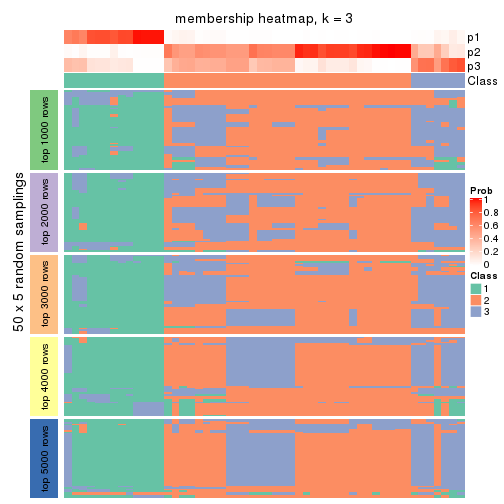 membership heatmap, k = 3
p1
p2
p3
Class
50 x 5 random samplings
top 1000 rows
top 2000 rows
top 3000 rows
top 4000 rows
top 5000 rows
Prob
1
0.8
0.6
0.4
0.2
0
Class
1
2
3